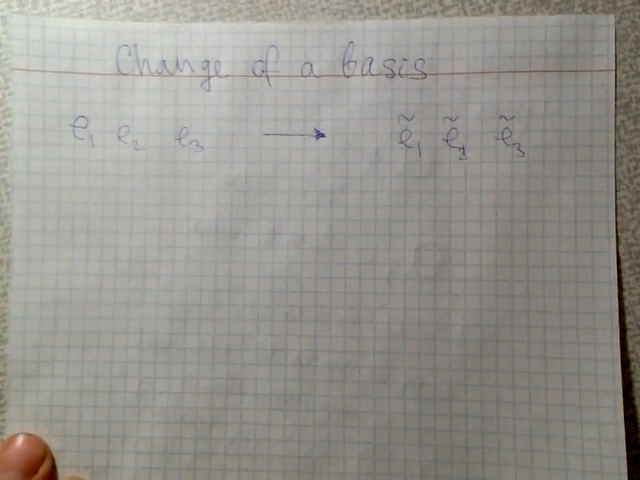 Change of a basis
e₁ e₂ e₃ → ẽ₁ ẽ₂ ẽ₃